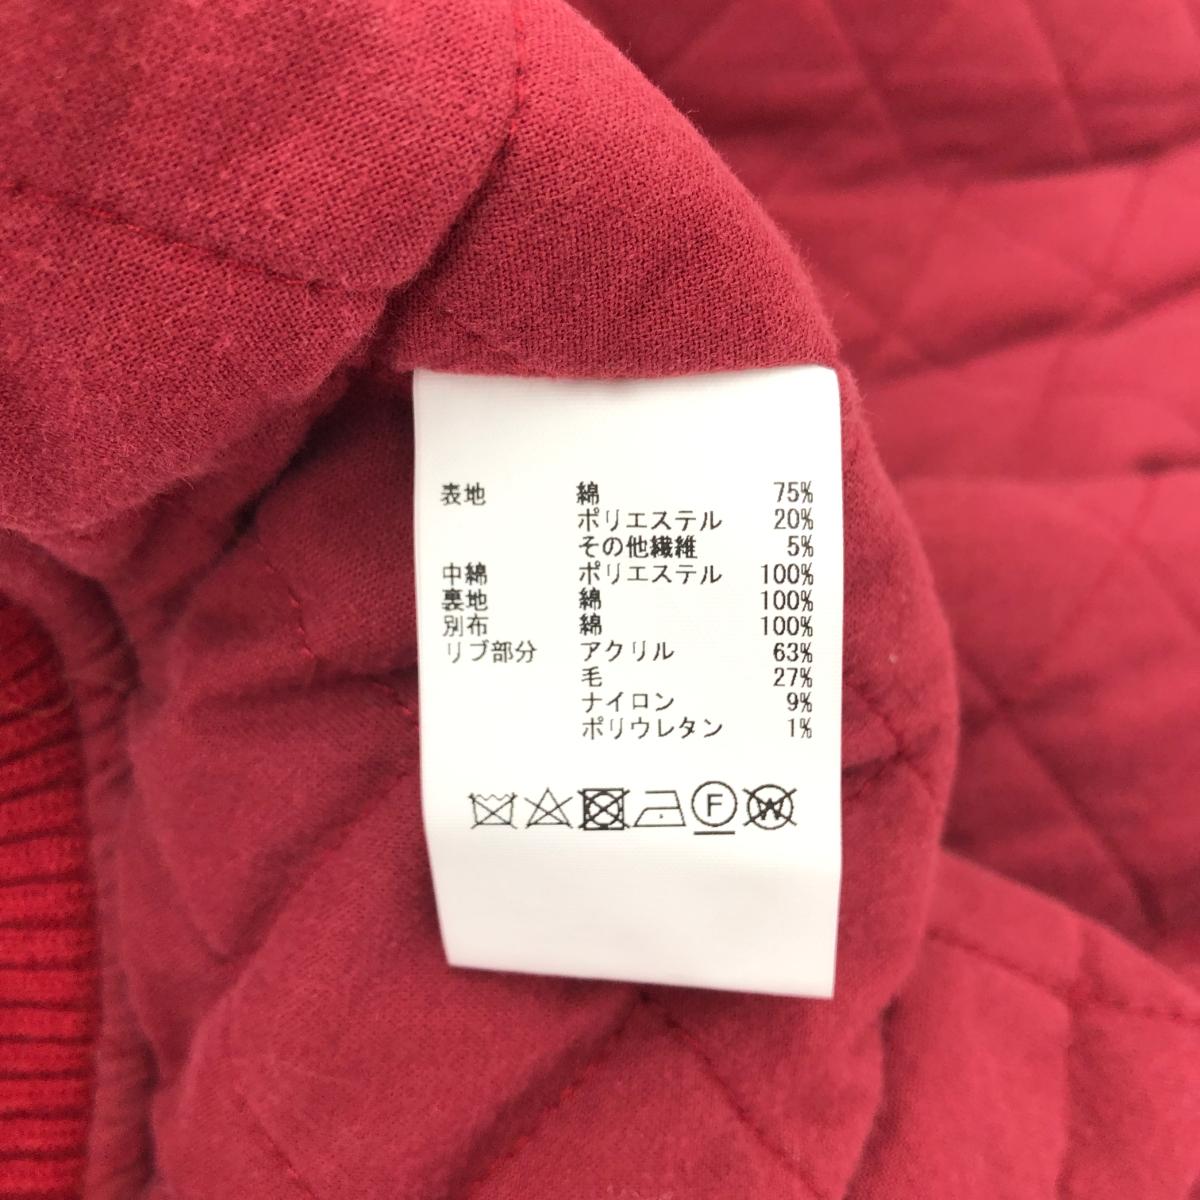 表地 綿 75%
ポリエステル 20%
その他繊維 5%
中綿 ポリエステル 100%
裏地 綿 100%
別布 綿 100%
リブ部分 アクリル 63%
毛 27%
ナイロン 9%
ポリウレタン 1%
F W